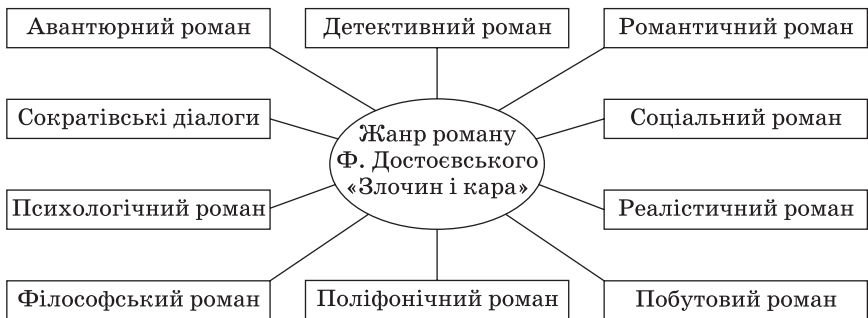 Авантюрний роман
Детективний роман
Романтичний роман
Сократівські діалоги
Жанр роману
Ф. Достоєвського
«Злочин і кара»
Соціальний роман
Психологічний роман
Реалістичний роман
Філософський роман
Поліфонічний роман
Побутовий роман